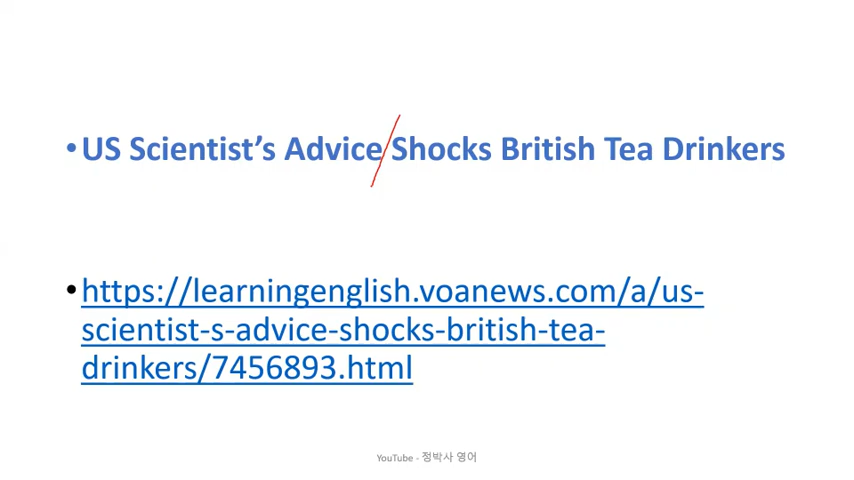 •US Scientist’s Advice Shocks British Tea Drinkers
•https://learningenglish.voanews.com/a/us-
scientist-s-advice-shocks-british-tea-
drinkers/7456893.html
YouTube - 정박사 영어